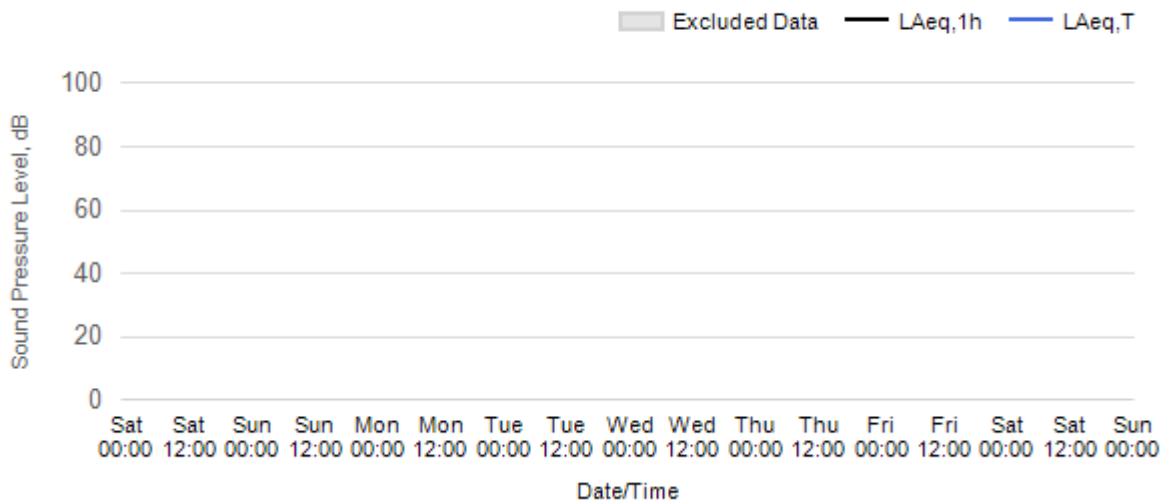 Excluded Data LAeq,1h LAeq,T
Sound Pressure Level, dB
100
80
60
40
20
0
Sat Sat Sun Sun Mon Mon Tue Tue Wed Wed Thu Thu Fri Fri Sat Sat Sun
00:00 12:00 00:00 12:00 00:00 12:00 00:00 12:00 00:00 12:00 00:00 12:00 00:00 12:00 00:00 12:00 00:00
Date/Time